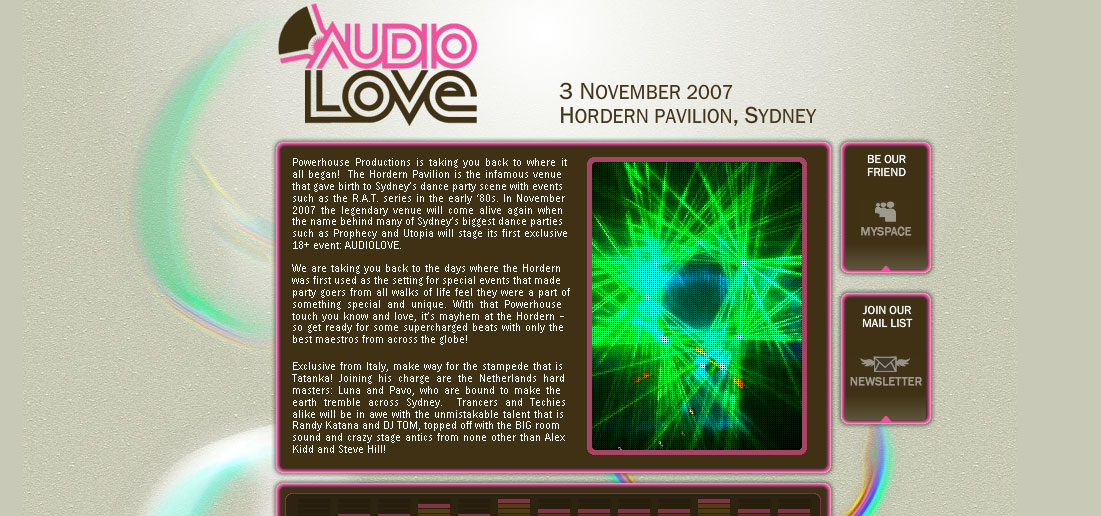 AUDIO
LOVE
3 NOVEMBER 2007
HORDERN PAVILION, SYDNEY
Powerhouse Productions is taking you back to where it
all began! The Hordern Pavilion is the infamous venue
that gave birth to Sydney's dance party scene with events
such as the R.A.T. series in the early '80s. In November
2007 the legendary venue will come alive again when
the name behind many of Sydney's biggest dance parties
such as Prophecy and Utopia will stage its first exclusive
18+ event: AUDIOLOVE.
We are taking you back to the days where the Hordern
was first used as the setting for special events that made
party goers from all walks of life feel they were a part of
something special and unique. With that Powerhouse
touch you know and love, it's mayhem at the Hordern –
so get ready for some supercharged beats with only the
best maestros from across the globe!
Exclusive from Italy, make way for the stampede that is
Tatanka! Joining his charge are the Netherlands hard
masters: Luna and Pavo, who are bound to make the
earth tremble across Sydney. Trancers and Techies
alike will be in awe with the unmistakable talent that is
Randy Katana and DJ TOM, topped off with the BIG room
sound and crazy stage antics from none other than Alex
Kidd and Steve Hill!
BE OUR
FRIEND
MYSPACE
JOIN OUR
MAIL LIST
NEWSLETTER